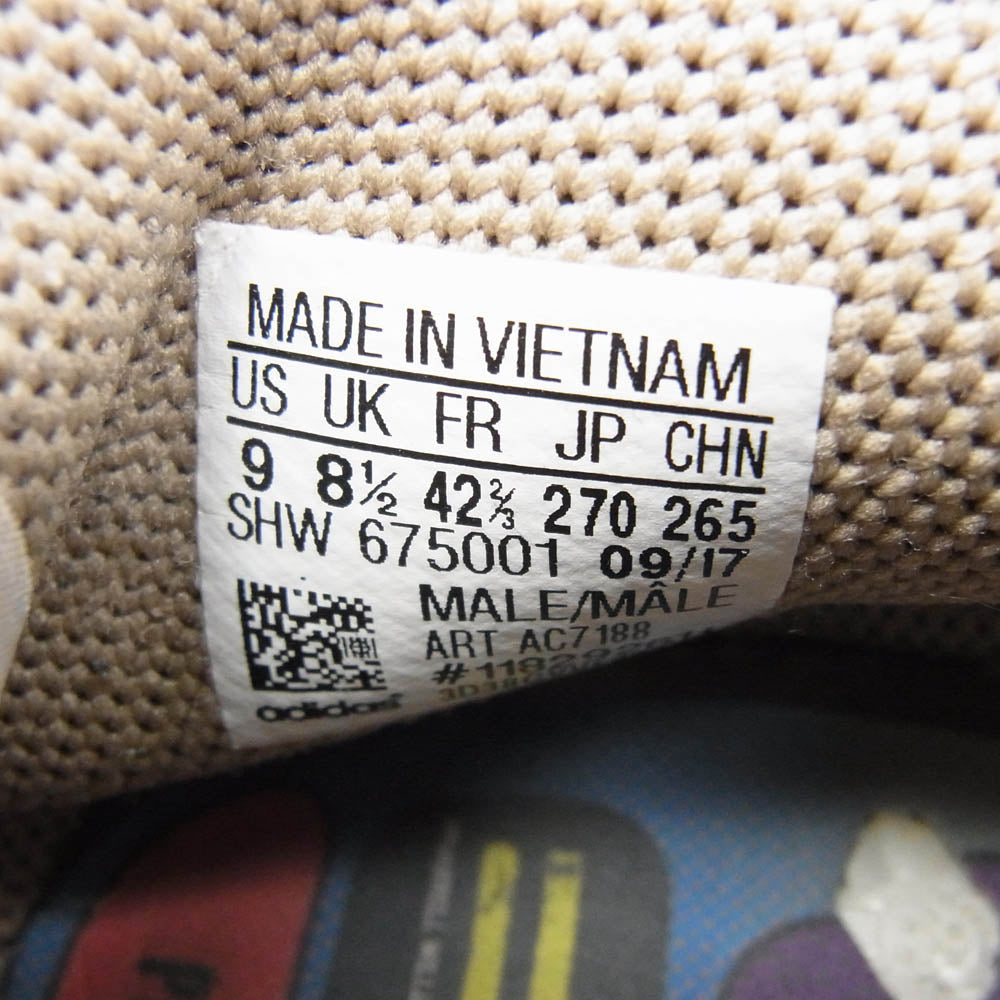 MADE IN VIETNAM
US UK FR JP CHN
9 8½ 42⅔ 270 265
SHW 675001 09/17
MALE/MÂLE
ART AC7188
adidas